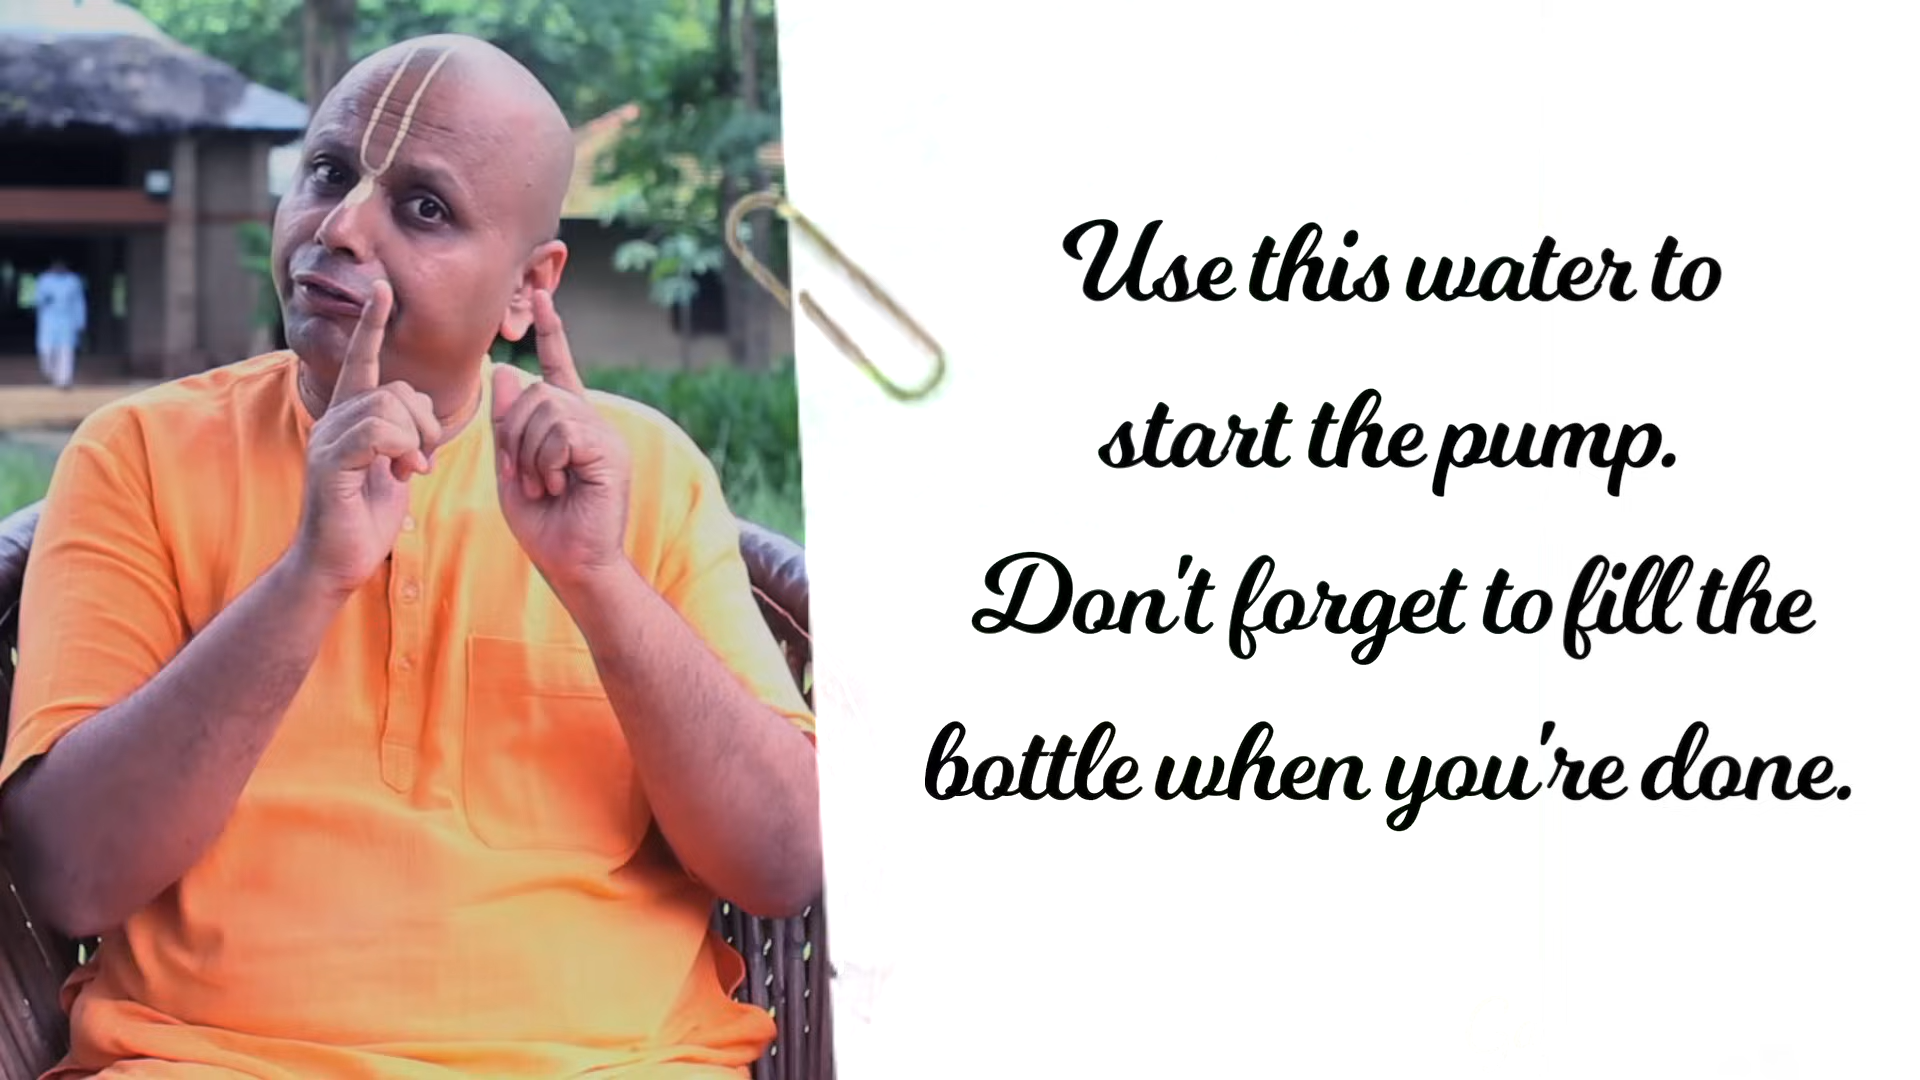 Use this water to
start the pump.
Don't forget to fill the
bottle when you're done.